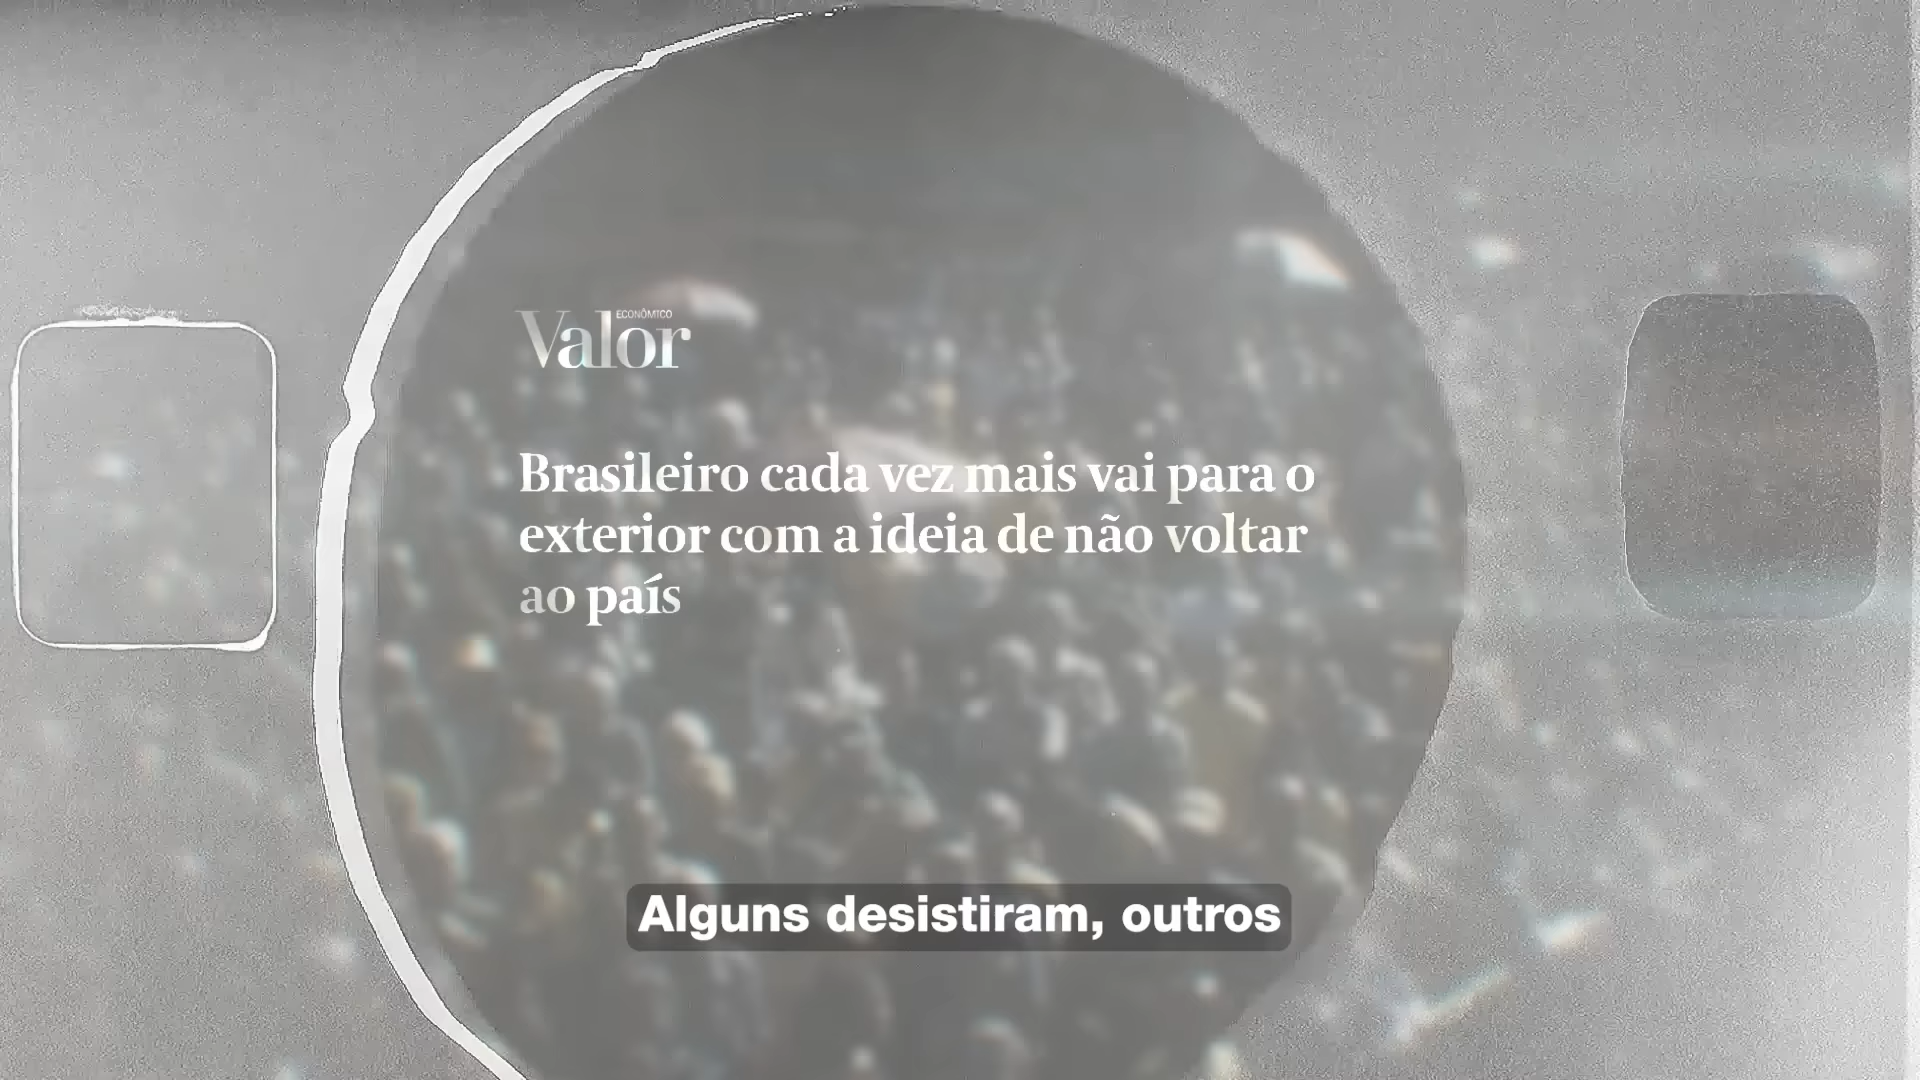 Valor
ECONÔMICO
Brasileiro cada vez mais vai para o
exterior com a ideia de não voltar
ao país
Alguns desistiram, outros